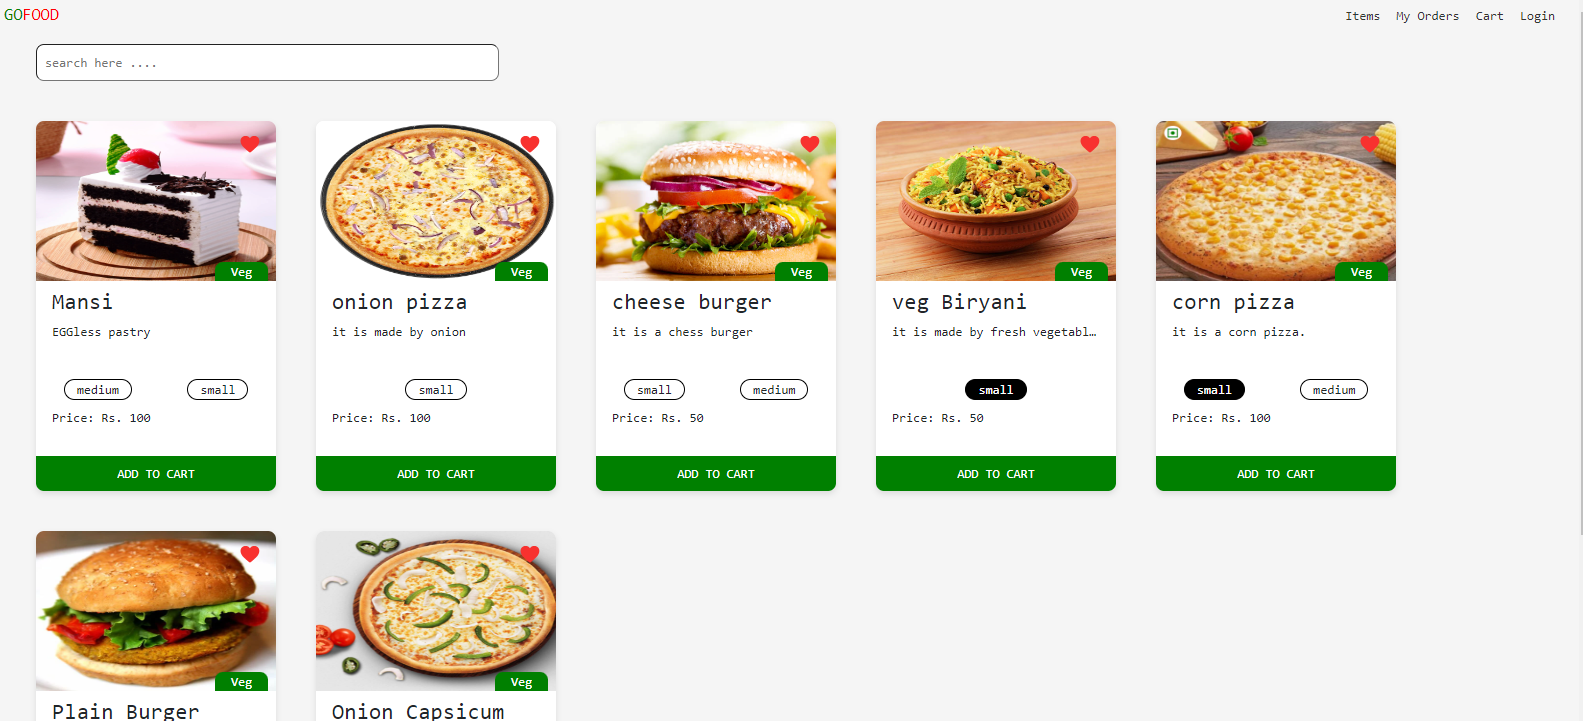 GOFOOD
Items My Orders Cart Login
search here ....
Veg Veg Veg Veg Veg
Mansi onion pizza cheese burger veg Biryani corn pizza
EGGless pastry it is made by onion it is a chess burger it is made by fresh vegetabl… it is a corn pizza.
medium small small small medium small small medium
Price: Rs. 100 Price: Rs. 100 Price: Rs. 50 Price: Rs. 50 Price: Rs. 100
ADD TO CART ADD TO CART ADD TO CART ADD TO CART ADD TO CART
Veg Veg
Plain Burger Onion Capsicum